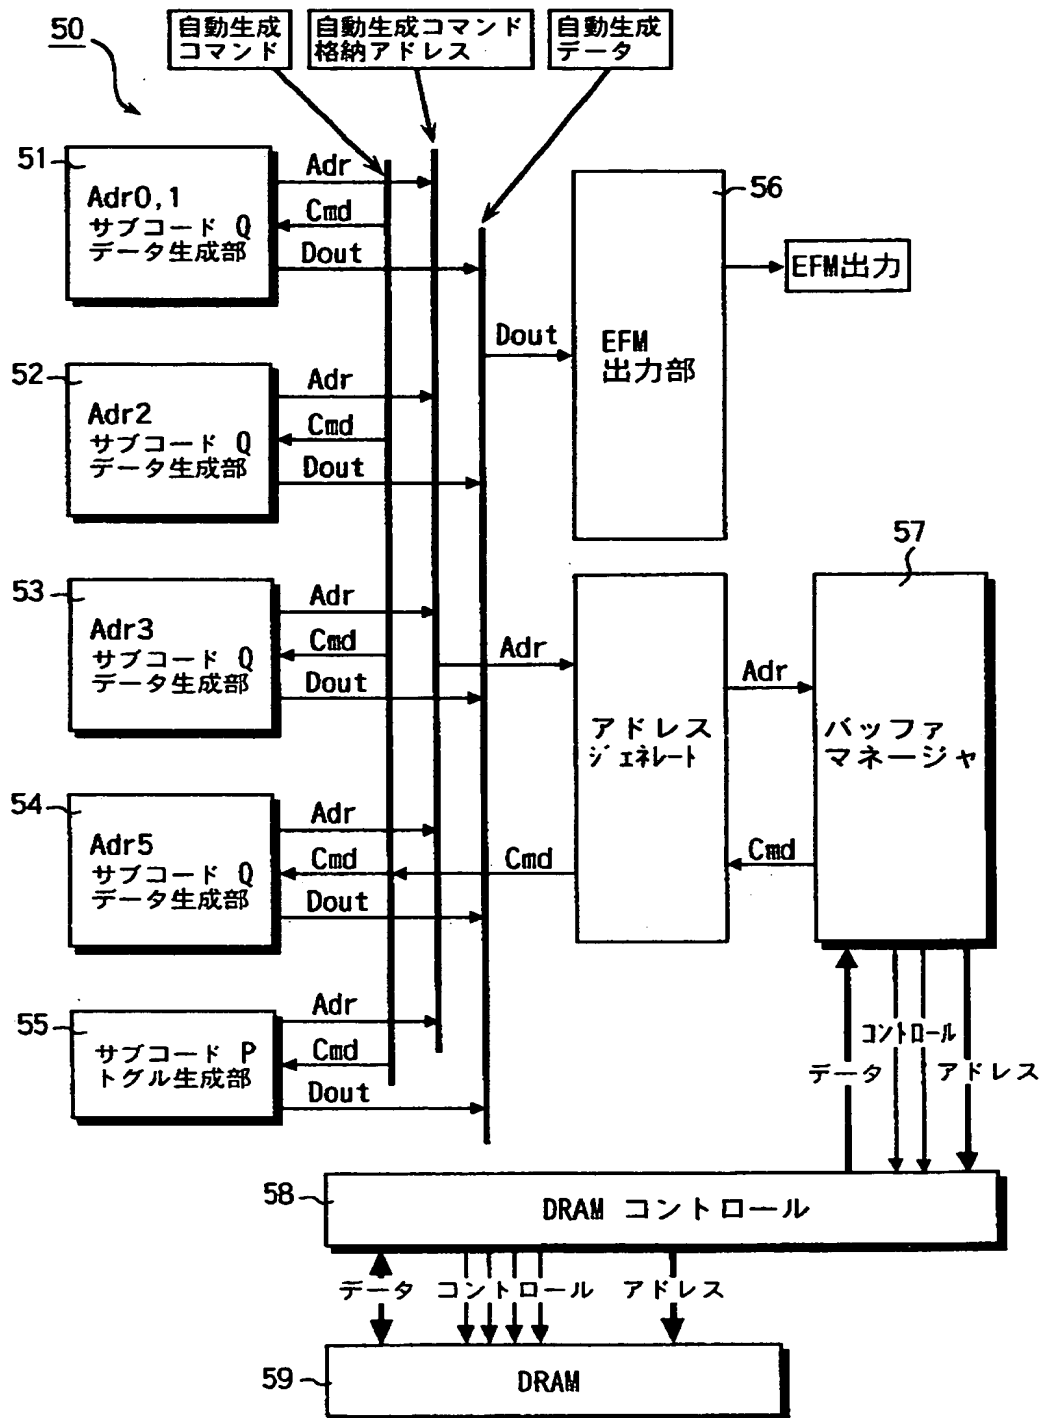 50
自動生成
コマンド
自動生成コマンド
格納アドレス
自動生成
データ
51
Adr0,1
サブコード Q
データ生成部
Adr
Cmd
Dout
52
Adr2
サブコード Q
データ生成部
Adr
Cmd
Dout
53
Adr3
サブコード Q
データ生成部
Adr
Cmd
Dout
54
Adr5
サブコード Q
データ生成部
Adr
Cmd
Dout
55
サブコード P
トグル生成部
Adr
Cmd
Dout
Dout
56
EFM
出力部
EFM出力
Adr
Cmd
アドレス
ジェネレート
Adr
Cmd
57
バッファ
マネージャ
データ
コントロール
アドレス
58
DRAM コントロール
データ
コントロール
アドレス
59
DRAM